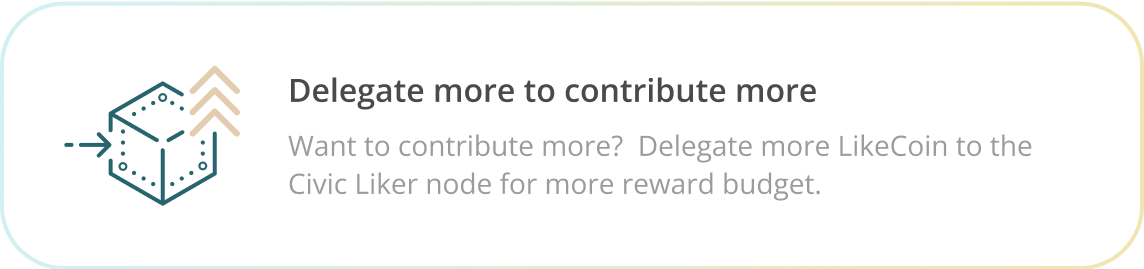 Delegate more to contribute more
Want to contribute more?  Delegate more LikeCoin to the
Civic Liker node for more reward budget.